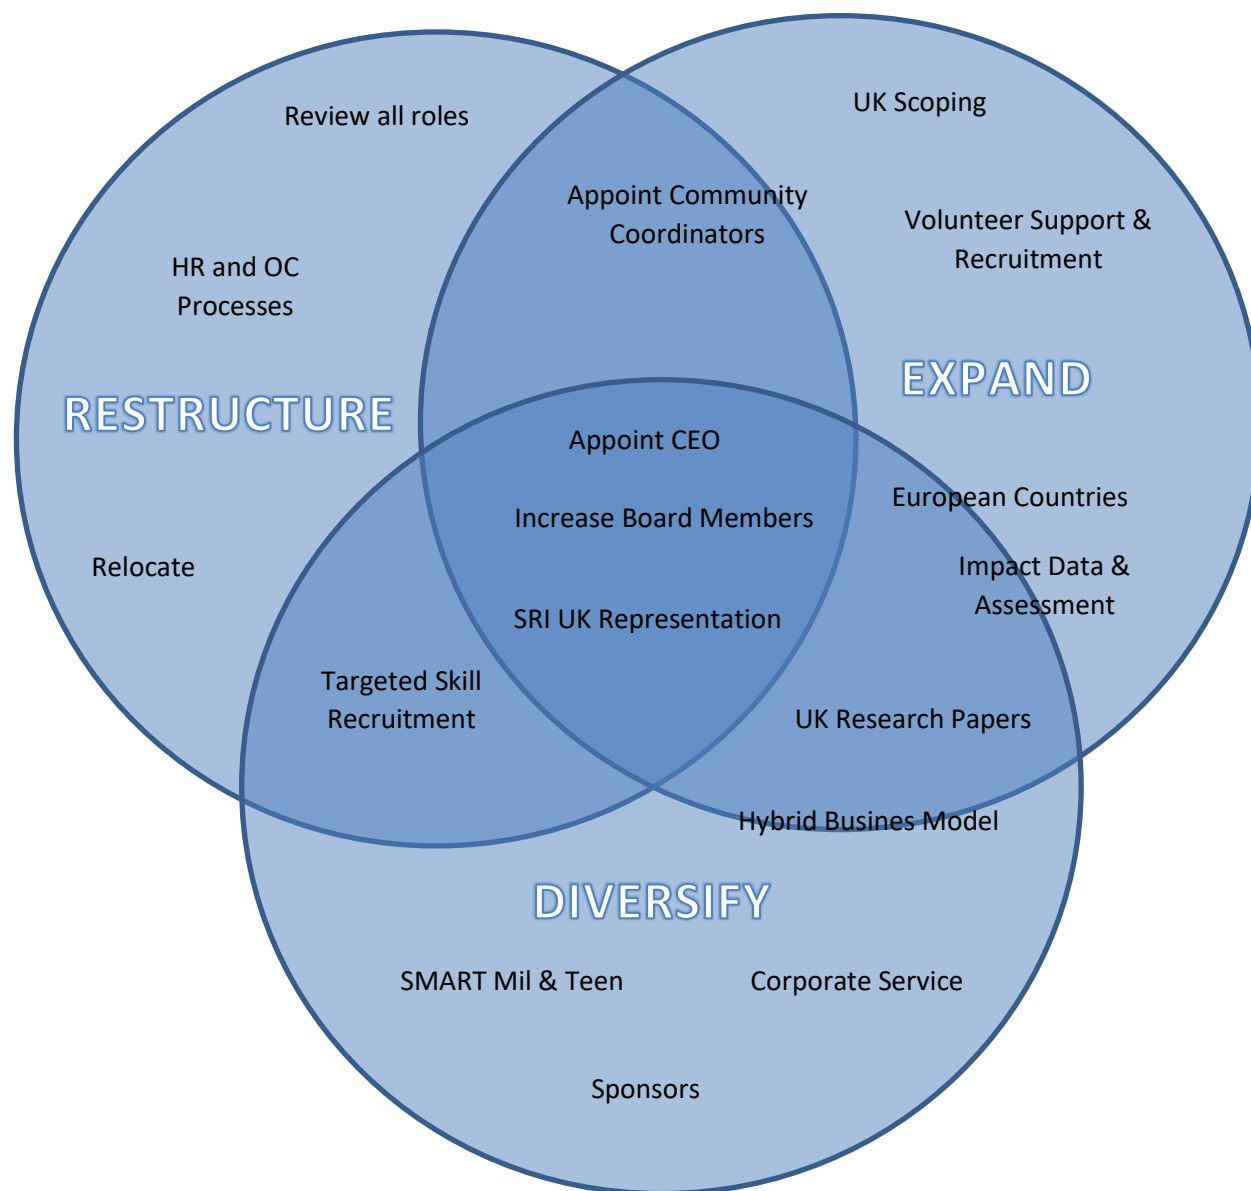 UK Scoping
Review all roles
Appoint Community
Coordinators
Volunteer Support &
Recruitment
HR and OC
Processes
EXPAND
RESTRUCTURE
Appoint CEO
European Countries
Increase Board Members
Relocate
Impact Data &
Assessment
SRI UK Representation
Targeted Skill
Recruitment
UK Research Papers
Hybrid Busines Model
DIVERSIFY
SMART Mil & Teen
Corporate Service
Sponsors